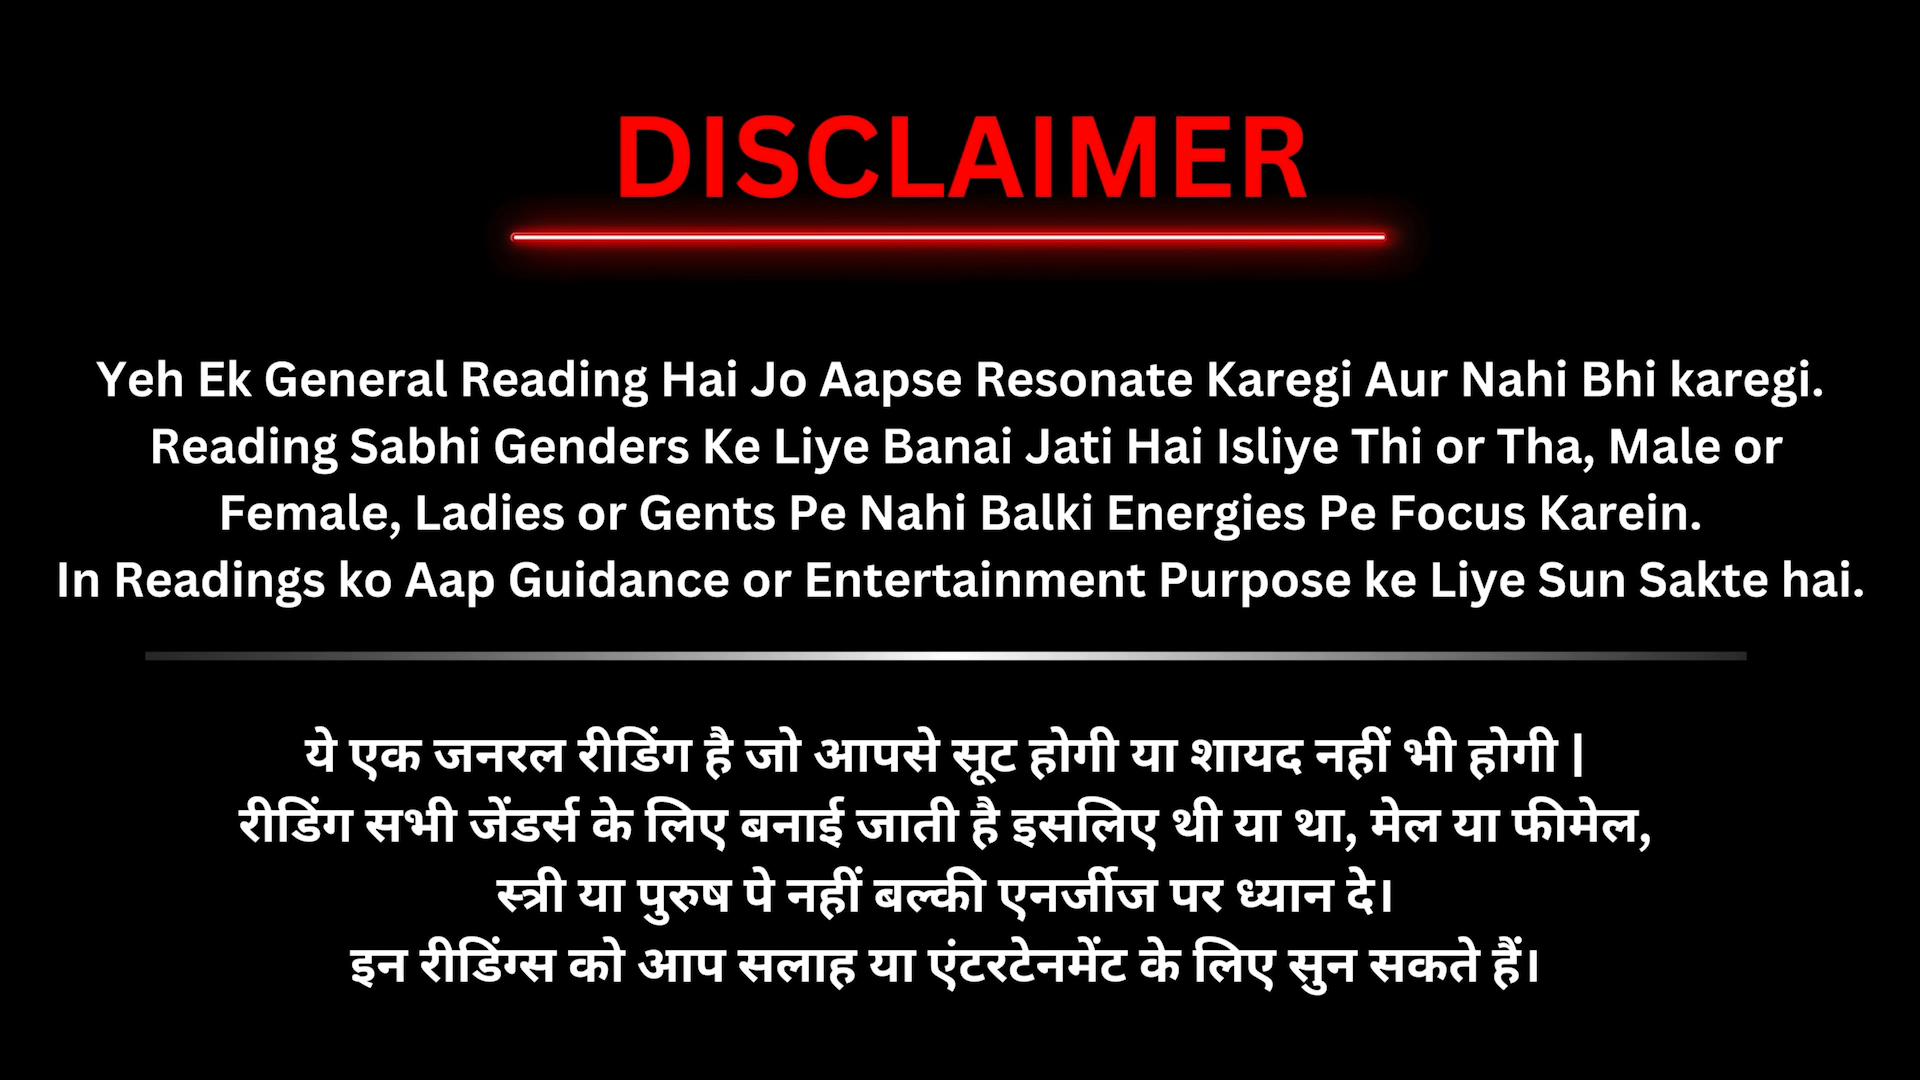 DISCLAIMER
Yeh Ek General Reading Hai Jo Aapse Resonate Karegi Aur Nahi Bhi karegi.
Reading Sabhi Genders Ke Liye Banai Jati Hai Isliye Thi or Tha, Male or
Female, Ladies or Gents Pe Nahi Balki Energies Pe Focus Karein.
In Readings ko Aap Guidance or Entertainment Purpose ke Liye Sun Sakte hai.
ये एक जनरल रीडिंग है जो आपसे सूट होगी या शायद नहीं भी होगी |
रीडिंग सभी जेंडर्स के लिए बनाई जाती है इसलिए थी या था, मेल या फीमेल,
स्त्री या पुरुष पे नहीं बल्की एनर्जीज पर ध्यान दे।
इन रीडिंग्स को आप सलाह या एंटरटेनमेंट के लिए सुन सकते हैं।